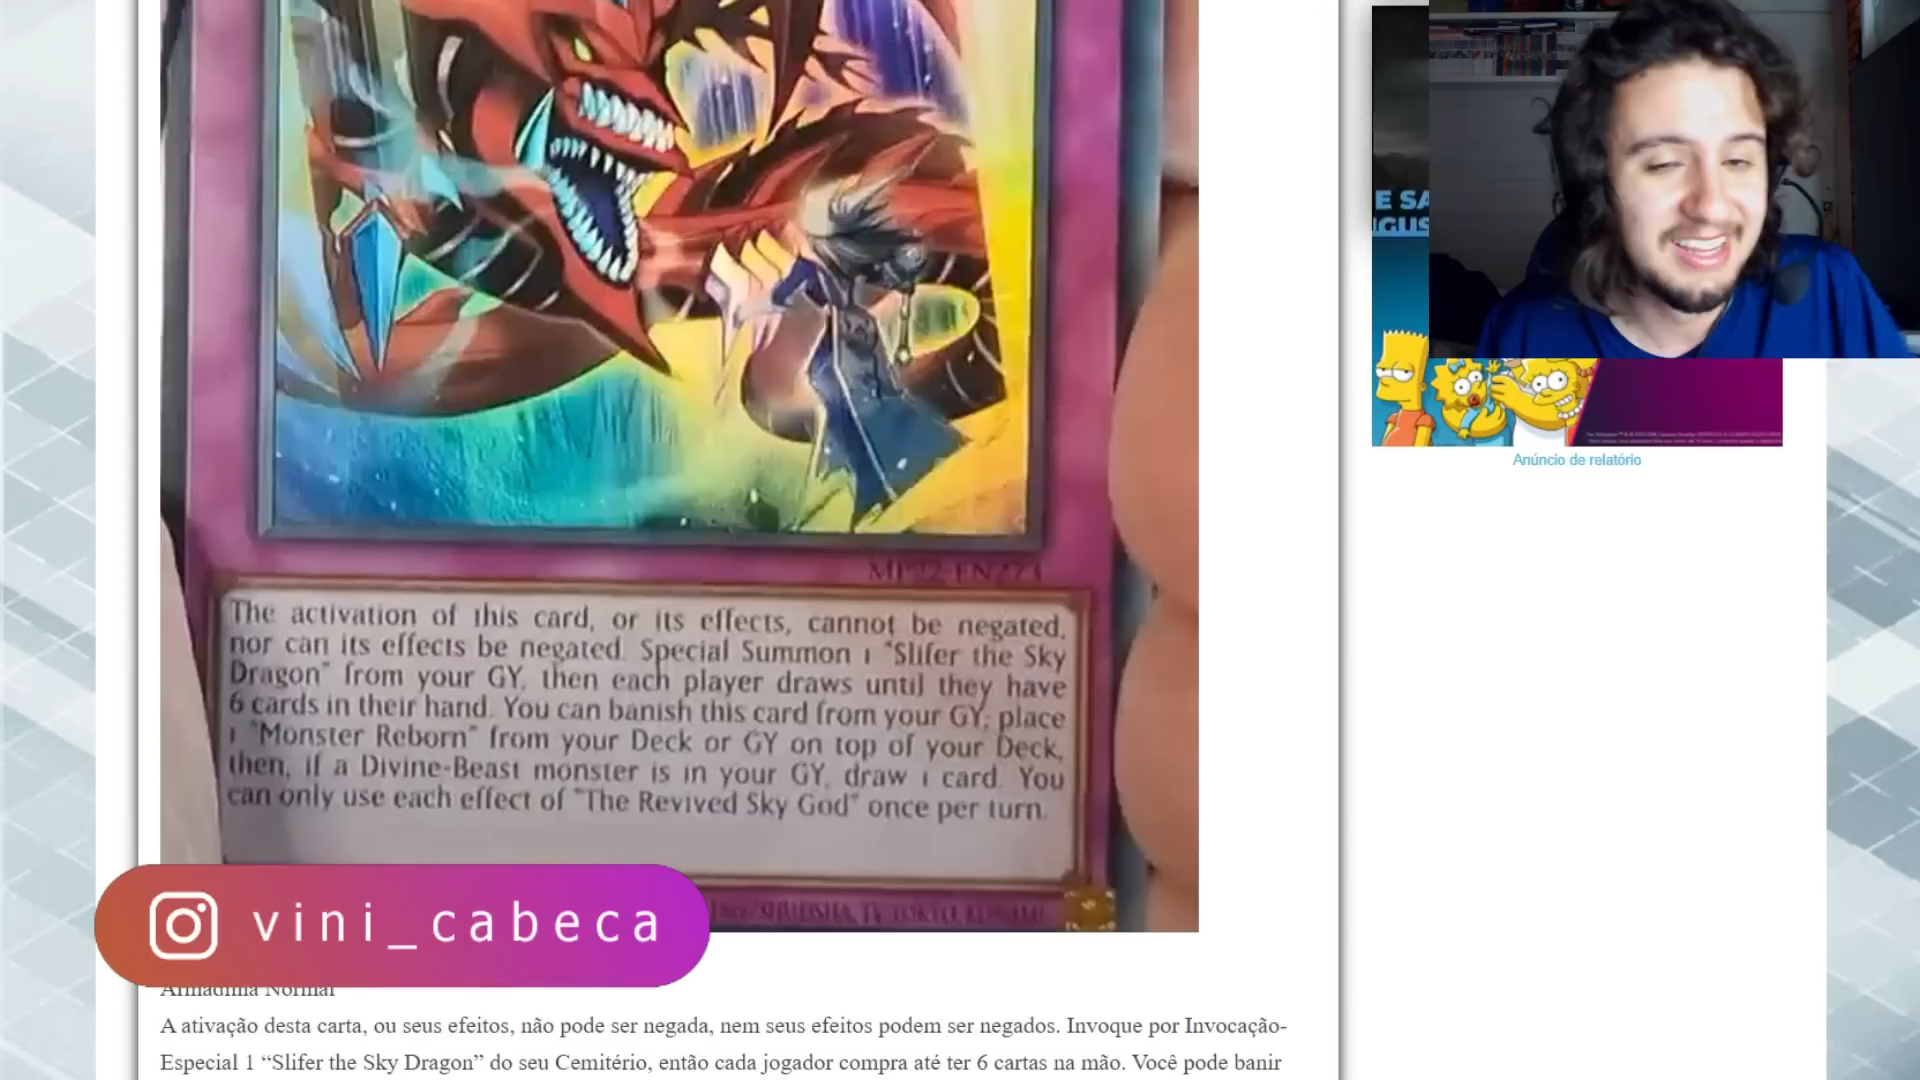 E SA
IGUS
Anúncio de relatório
The activation of this card, or its effects, cannot be negated,
nor can its effects be negated. Special Summon 1 "Slifer the Sky
Dragon" from your GY, then each player draws until they have
6 cards in their hand. You can banish this card from your GY; place
1 "Monster Reborn" from your Deck or GY on top of your Deck,
then, if a Divine-Beast monster is in your GY, draw 1 card. You
can only use each effect of "The Revived Sky God" once per turn.
vini_cabeca
Armadilha Normal
A ativação desta carta, ou seus efeitos, não pode ser negada, nem seus efeitos podem ser negados. Invoque por Invocação-
Especial 1 “Slifer the Sky Dragon” do seu Cemitério, então cada jogador compra até ter 6 cartas na mão. Você pode banir